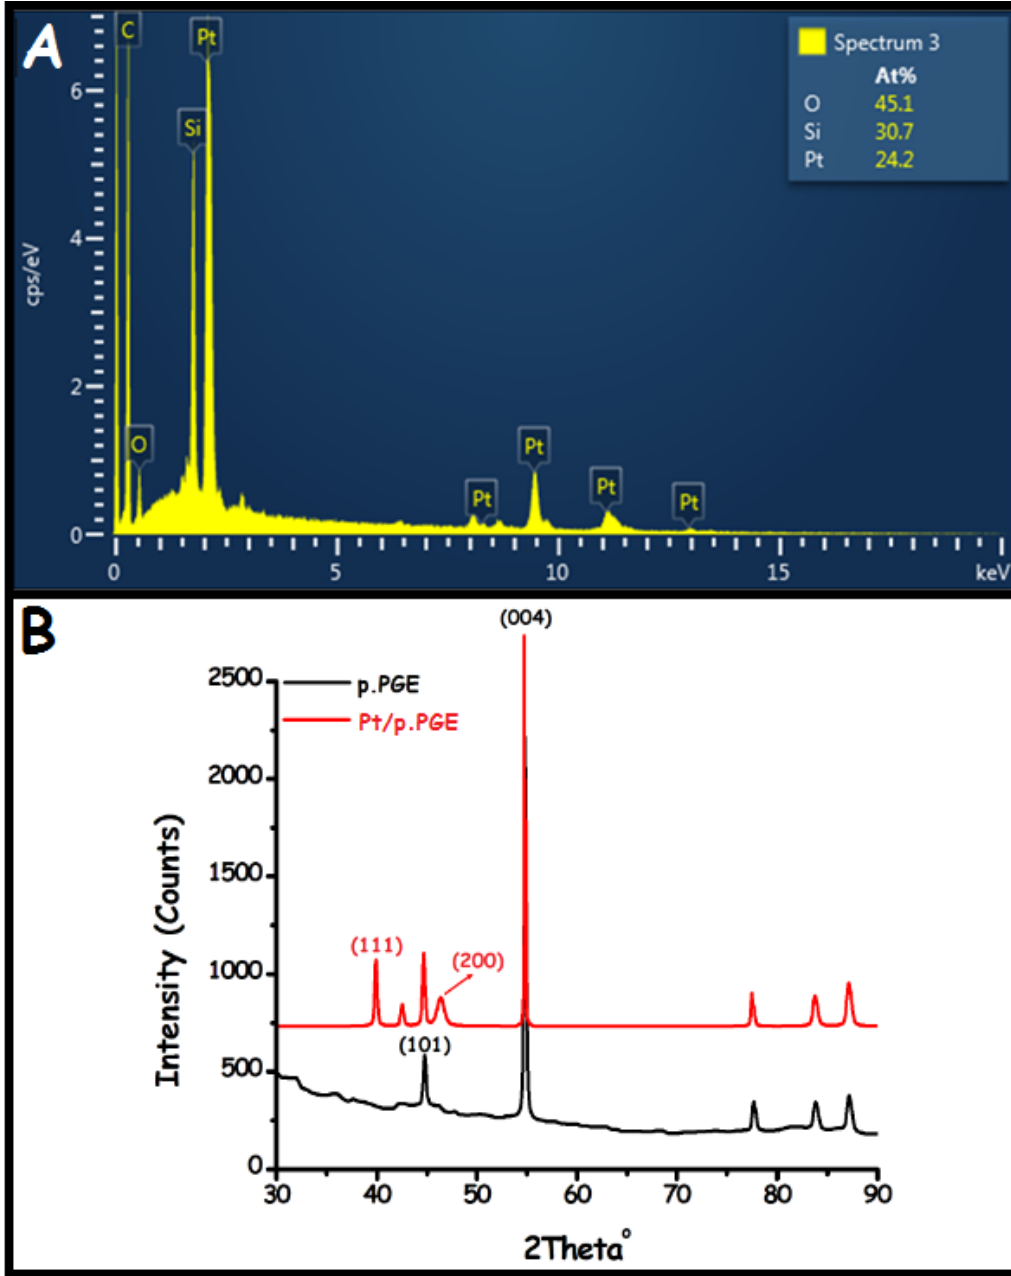 A
C
Pt
Spectrum 3
At%
O 45.1
Si 30.7
Pt 24.2
Si
O
Pt
Pt
Pt
Pt
cps/eV
6
4
2
0
0 5 10 15 keV
B
(004)
p.PGE
Pt/p.PGE
(111)
(200)
(101)
Intensity (Counts)
2500
2000
1500
1000
500
0
30 40 50 60 70 80 90
2Theta°